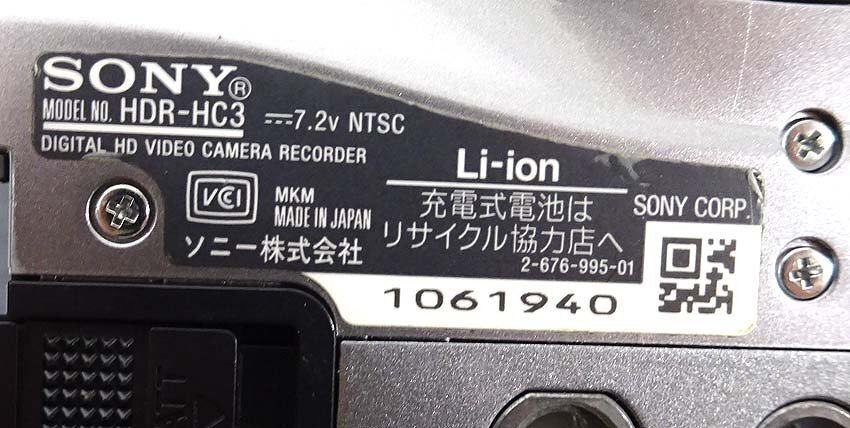 SONY®
MODEL NO. HDR-HC3 ⎓7.2v NTSC
DIGITAL HD VIDEO CAMERA RECORDER
Li-ion
VCI MKM
MADE IN JAPAN
充電式電池は
リサイクル協力店へ
SONY CORP.
ソニー株式会社
2-676-995-01
1061940